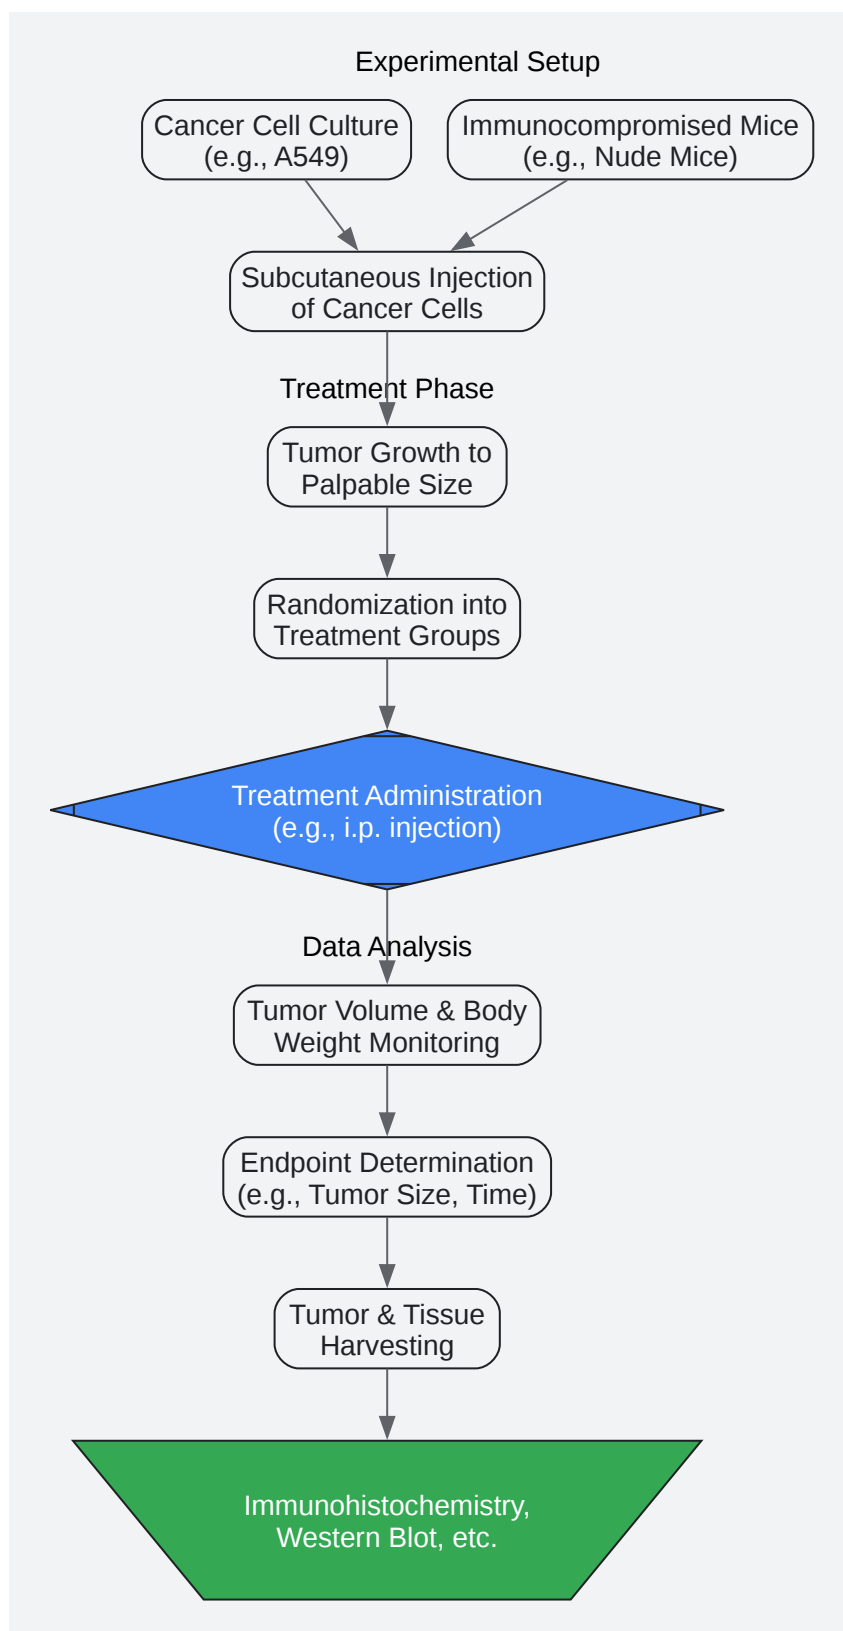 Experimental Setup
Cancer Cell Culture
(e.g., A549)
Immunocompromised Mice
(e.g., Nude Mice)
Subcutaneous Injection
of Cancer Cells
Treatment Phase
Tumor Growth to
Palpable Size
Randomization into
Treatment Groups
Treatment Administration
(e.g., i.p. injection)
Data Analysis
Tumor Volume & Body
Weight Monitoring
Endpoint Determination
(e.g., Tumor Size, Time)
Tumor & Tissue
Harvesting
Immunohistochemistry,
Western Blot, etc.